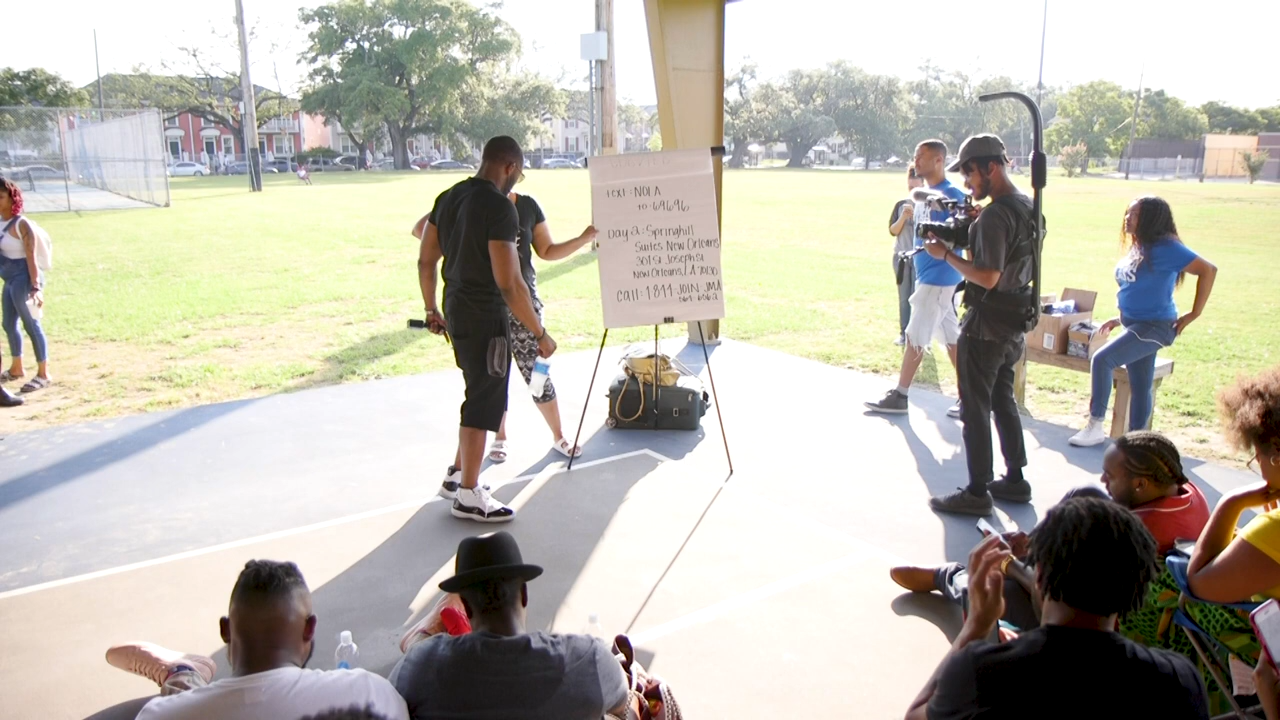 Text: NOLA
to: 69696
Day 2: Springhill
Suites New Orleans
301 St Joseph St
New Orleans, LA 70130
Call: 1-844-JOIN JMA